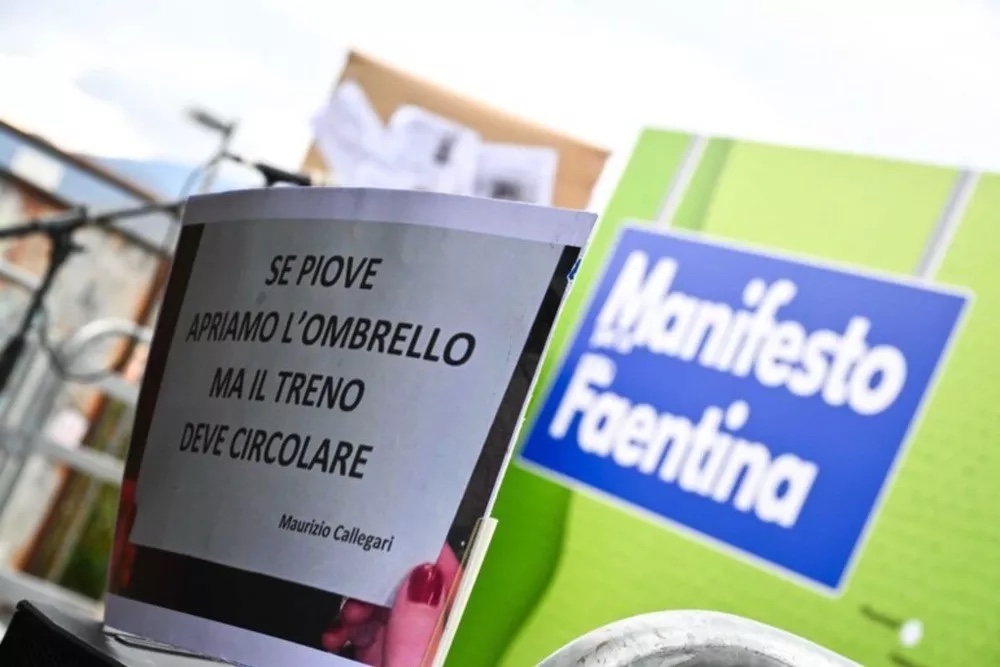 SE PIOVE
APRIAMO L'OMBRELLO
MA IL TRENO
DEVE CIRCOLARE
Maurizio Callegari
Manifesto
Faentina